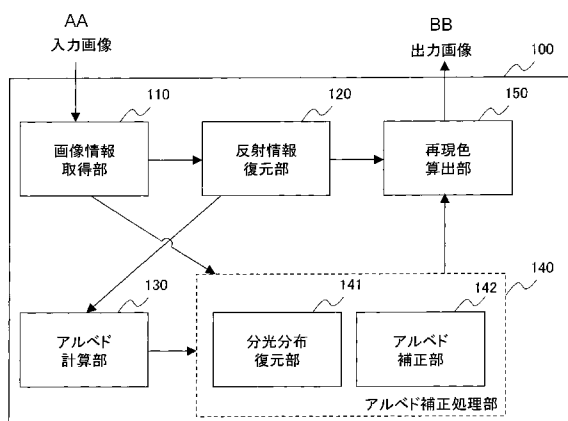 AA
入力画像
BB
出力画像
100
110
120
150
画像情報
取得部
反射情報
復元部
再現色
算出部
130
140
141
142
アルベド
計算部
分光分布
復元部
アルベド
補正部
アルベド補正処理部